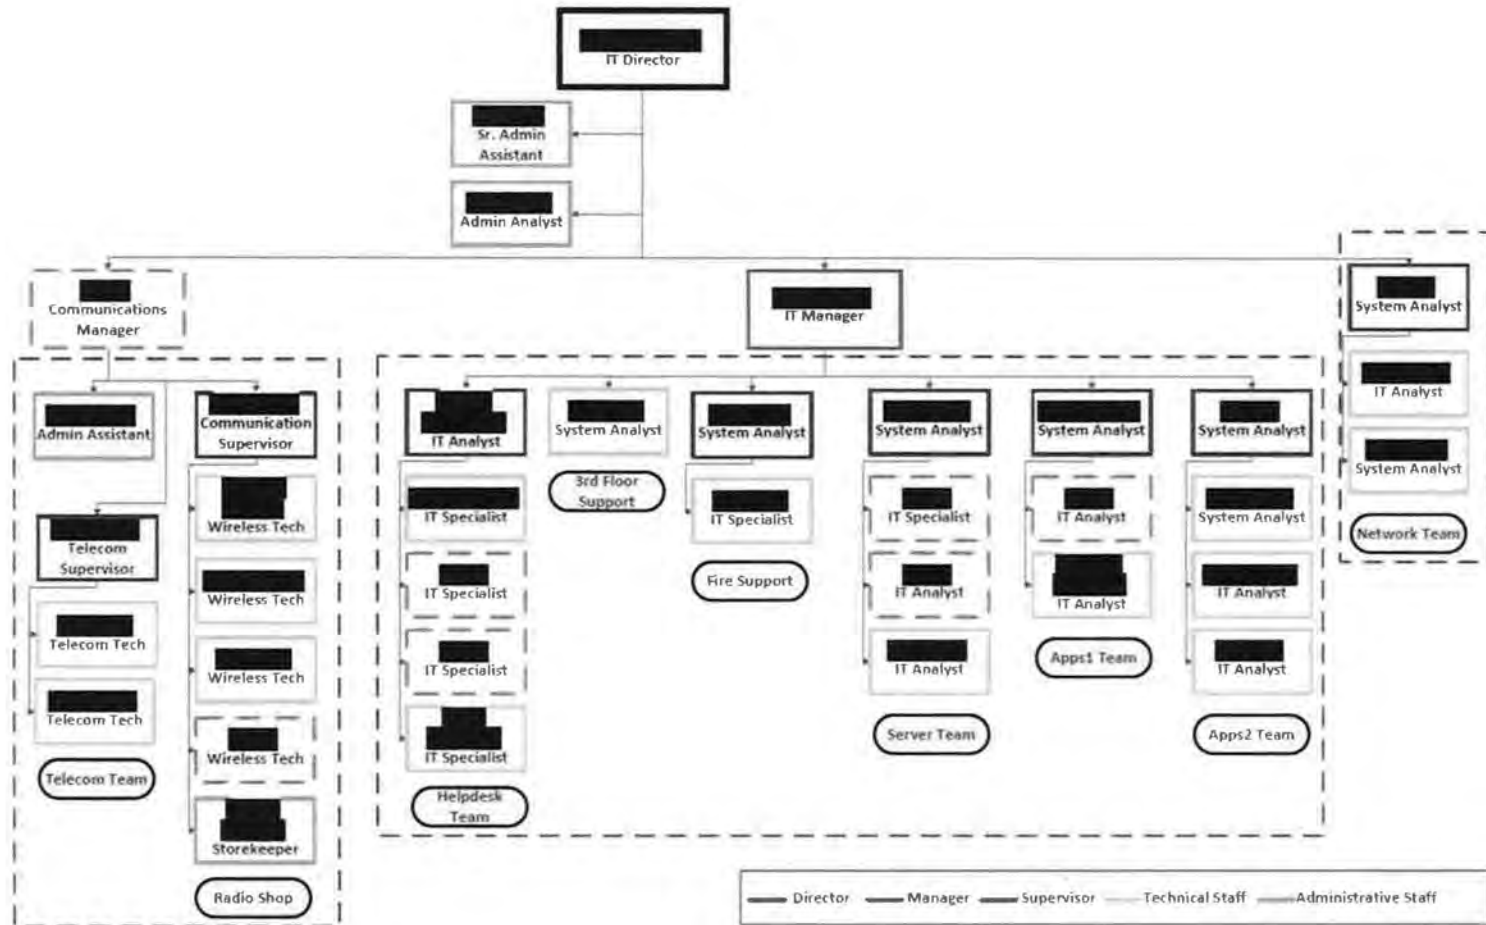 IT Director
Sr. Admin
Assistant
Admin Analyst
Communications
Manager
IT Manager
System Analyst
IT Analyst
System Analyst
Network Team
Admin Assistant
Communication
Supervisor
Telecom
Supervisor
Telecom Tech
Telecom Tech
Telecom Team
Wireless Tech
Wireless Tech
Wireless Tech
Wireless Tech
Storekeeper
Radio Shop
IT Analyst
IT Specialist
IT Specialist
IT Specialist
IT Specialist
Helpdesk
Team
System Analyst
3rd Floor
Support
System Analyst
IT Specialist
Fire Support
System Analyst
IT Specialist
IT Analyst
IT Analyst
Server Team
System Analyst
IT Analyst
IT Analyst
Apps1 Team
System Analyst
System Analyst
IT Analyst
IT Analyst
Apps2 Team
Director
Manager
Supervisor
Technical Staff
Administrative Staff